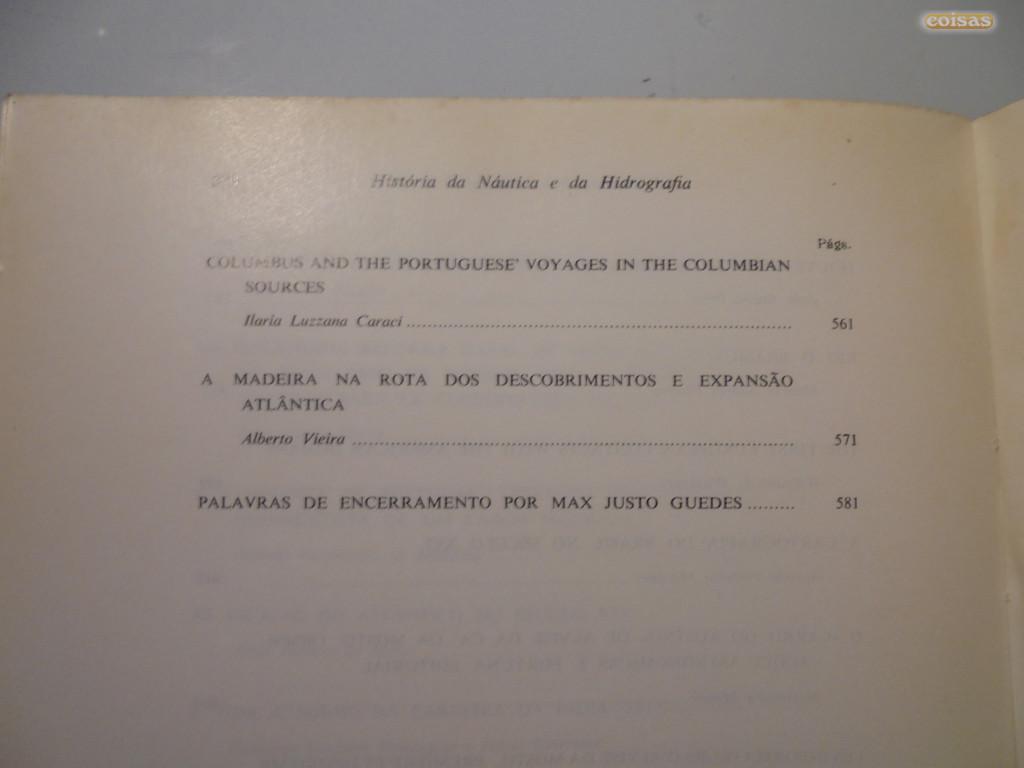 coisas
História da Náutica e da Hidrografia
Págs.
COLUMBUS AND THE PORTUGUESE' VOYAGES IN THE COLUMBIAN
SOURCES
Ilaria Luzzana Caraci ........................................................................ 561
A MADEIRA NA ROTA DOS DESCOBRIMENTOS E EXPANSÃO
ATLÂNTICA
Alberto Vieira .................................................................................. 571
PALAVRAS DE ENCERRAMENTO POR MAX JUSTO GUEDES ......... 581